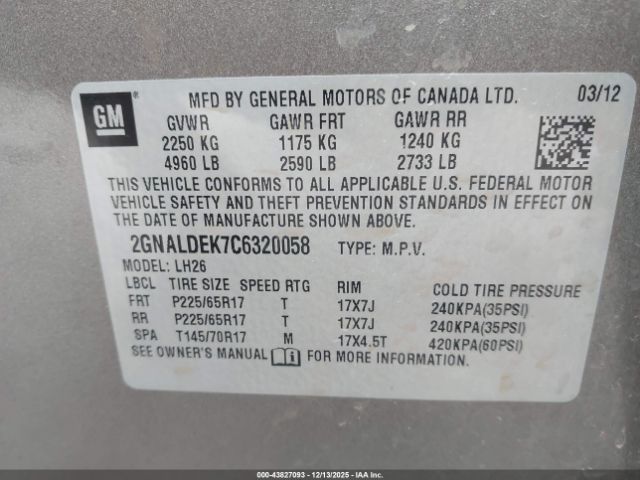 GM ® MFD BY GENERAL MOTORS OF CANADA LTD. 03/12
GVWR GAWR FRT GAWR RR
2250 KG 1175 KG 1240 KG
4960 LB 2590 LB 2733 LB
THIS VEHICLE CONFORMS TO ALL APPLICABLE U.S. FEDERAL MOTOR
VEHICLE SAFETY AND THEFT PREVENTION STANDARDS IN EFFECT ON
THE DATE OF MANUFACTURE SHOWN ABOVE.
2GNALDEK7C6320058 TYPE: M.P.V.
MODEL: LH26
LBCL TIRE SIZE SPEED RTG RIM COLD TIRE PRESSURE
FRT P225/65R17 T 17X7J 240KPA(35PSI)
RR P225/65R17 T 17X7J 240KPA(35PSI)
SPA T145/70R17 M 17X4.5T 420KPA(60PSI)
SEE OWNER'S MANUAL i FOR MORE INFORMATION.
000-43827093 - 12/13/2025 - IAA Inc.